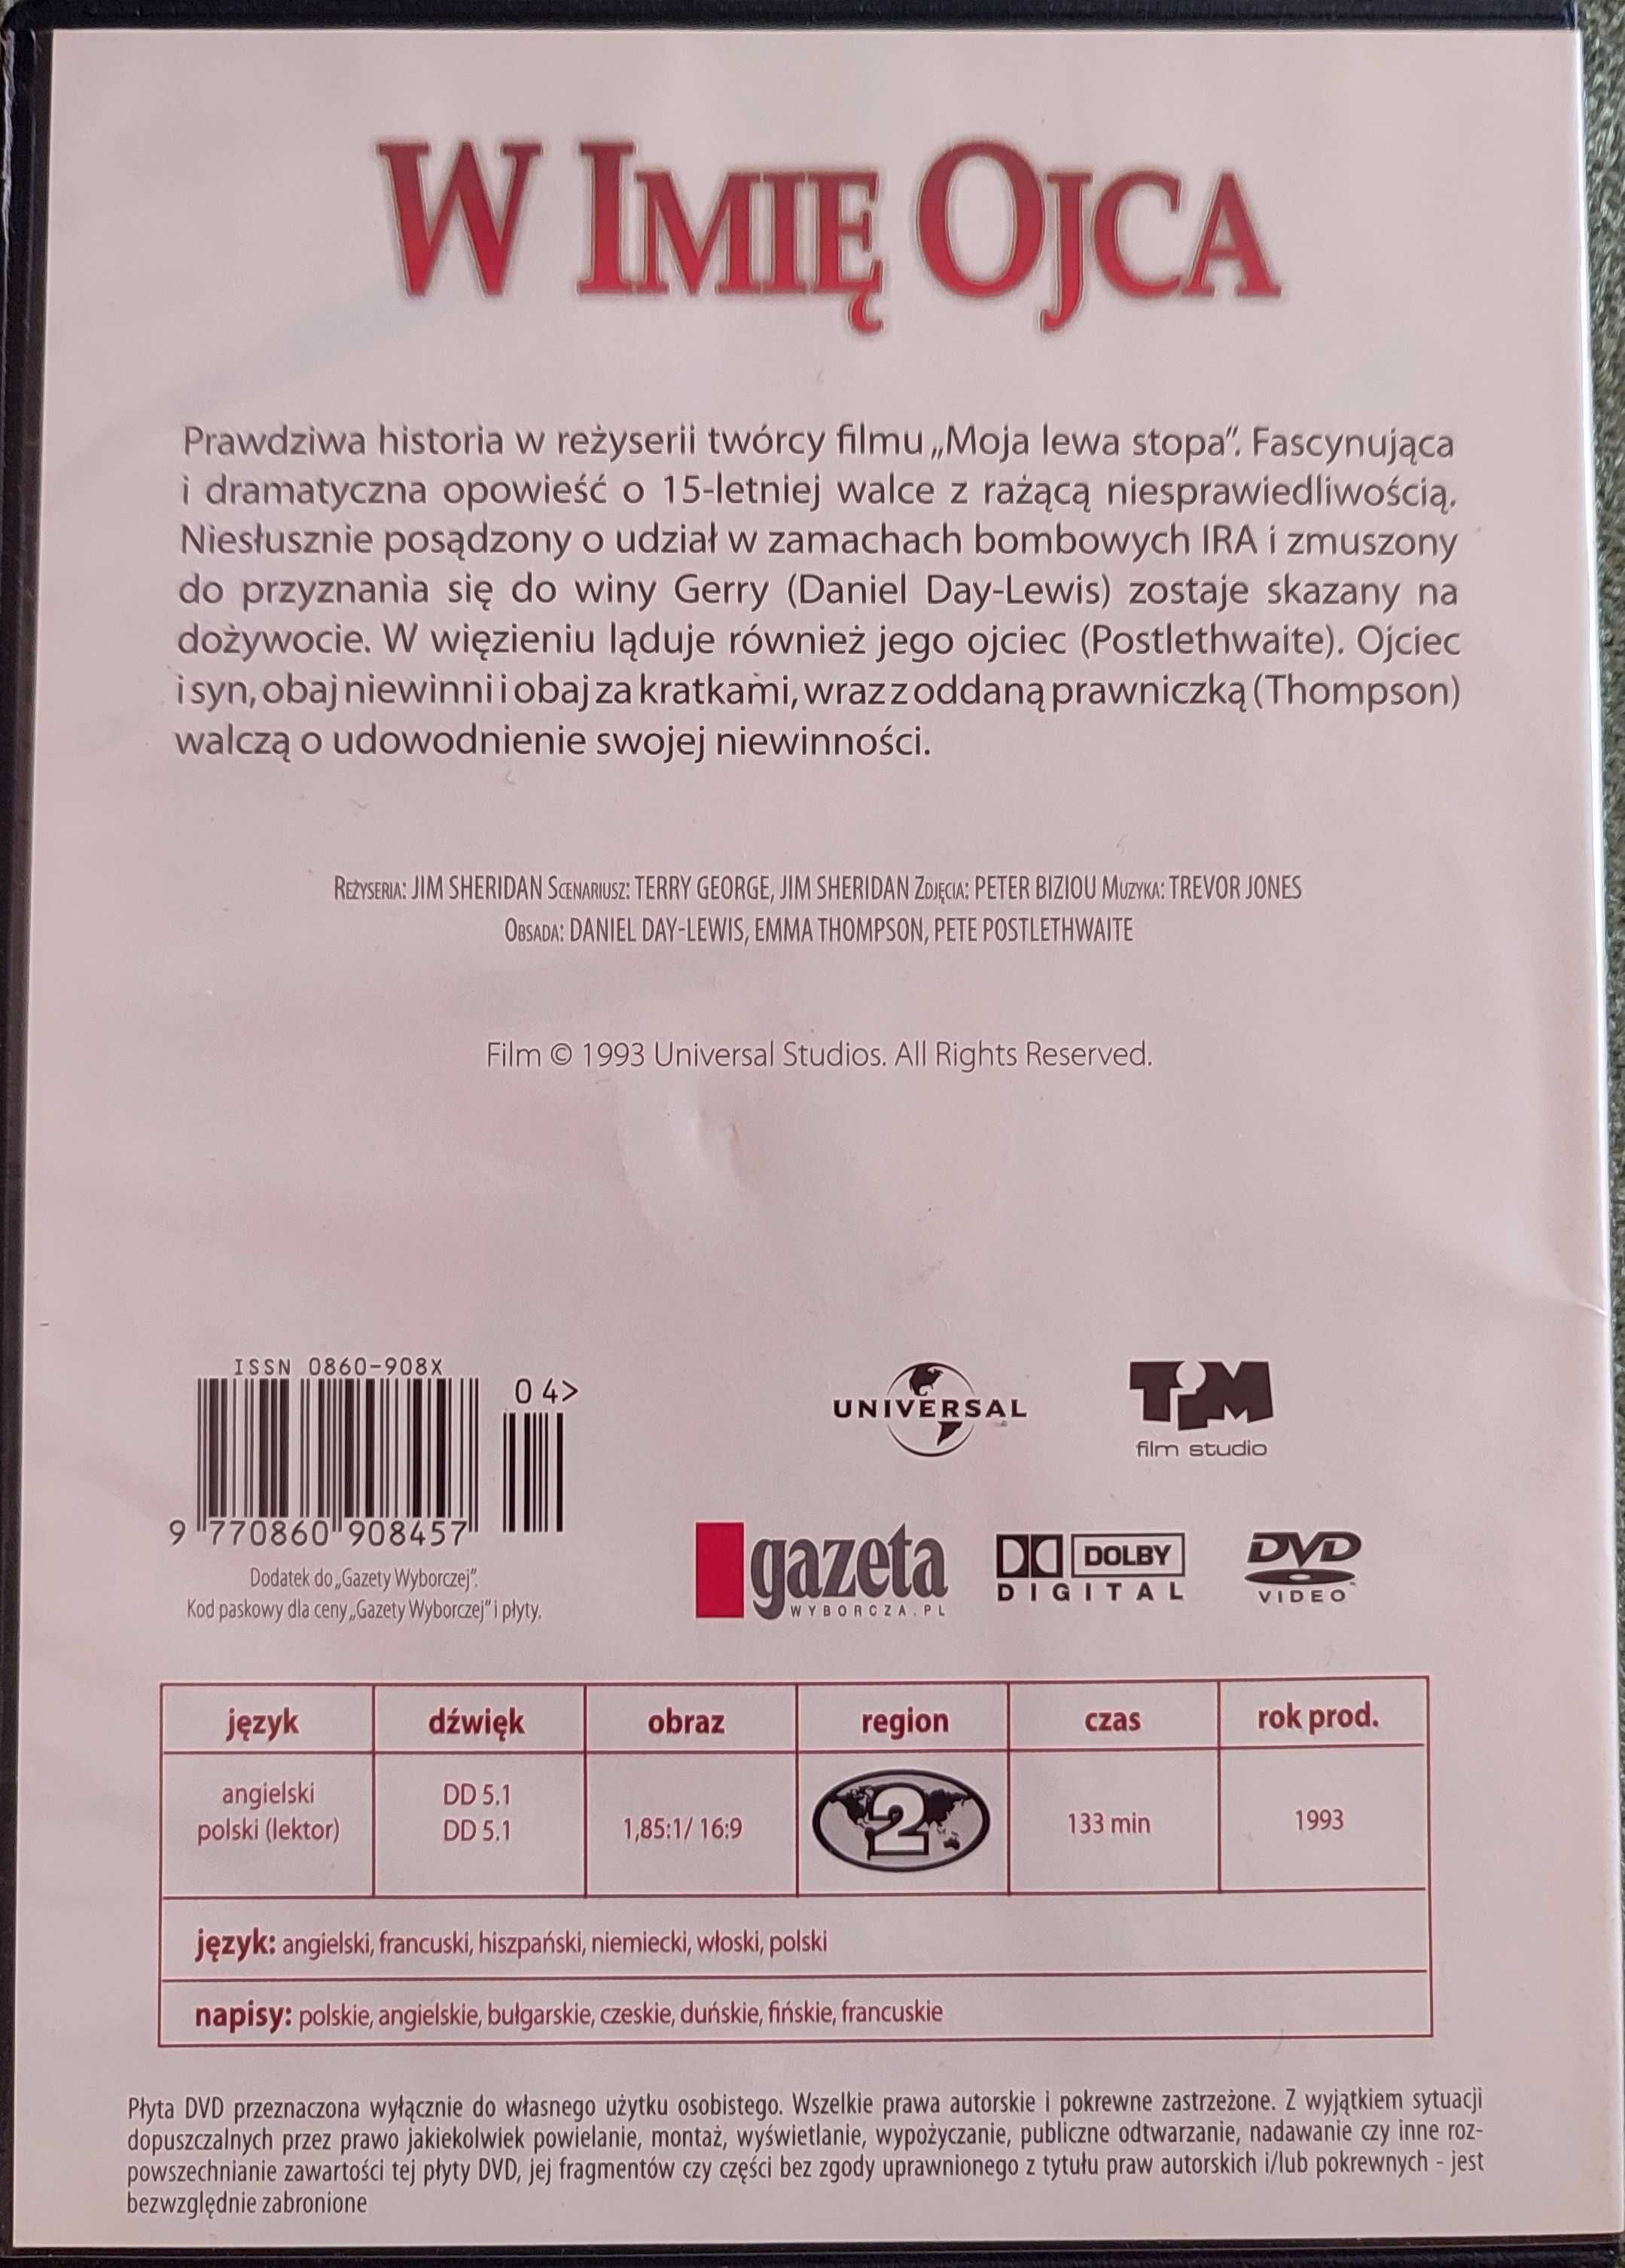 W IMIĘ OJCA
Prawdziwa historia w reżyserii twórcy filmu „Moja lewa stopa”. Fascynująca
i dramatyczna opowieść o 15-letniej walce z rażącą niesprawiedliwością.
Niesłusznie posądzony o udział w zamachach bombowych IRA i zmuszony
do przyznania się do winy Gerry (Daniel Day-Lewis) zostaje skazany na
dożywocie. W więzieniu ląduje również jego ojciec (Postlethwaite). Ojciec
i syn, obaj niewinni i obaj za kratkami, wraz z oddaną prawniczką (Thompson)
walczą o udowodnienie swojej niewinności.
REŻYSERIA: JIM SHERIDAN SCENARIUSZ: TERRY GEORGE, JIM SHERIDAN ZDJĘCIA: PETER BIZIOU MUZYKA: TREVOR JONES
OBSADA: DANIEL DAY-LEWIS, EMMA THOMPSON, PETE POSTLETHWAITE
Film © 1993 Universal Studios. All Rights Reserved.
ISSN 0860-908X
04>
9 770860 908457
Dodatek do „Gazety Wyborczej”.
Kod paskowy dla ceny „Gazety Wyborczej” i płyty.
UNIVERSAL
TiM
film studio
gazeta
WYBORCZA.PL
DOLBY
DIGITAL
DVD
VIDEO
język dźwięk obraz region czas rok prod.
angielski DD 5.1
polski (lektor) DD 5.1 1,85:1/ 16:9 2 133 min 1993
język: angielski, francuski, hiszpański, niemiecki, włoski, polski
napisy: polskie, angielskie, bułgarskie, czeskie, duńskie, fińskie, francuskie
Płyta DVD przeznaczona wyłącznie do własnego użytku osobistego. Wszelkie prawa autorskie i pokrewne zastrzeżone. Z wyjątkiem sytuacji
dopuszczalnych przez prawo jakiekolwiek powielanie, montaż, wyświetlanie, wypożyczanie, publiczne odtwarzanie, nadawanie czy inne roz-
powszechnianie zawartości tej płyty DVD, jej fragmentów czy części bez zgody uprawnionego z tytułu praw autorskich i/lub pokrewnych - jest
bezwzględnie zabronione